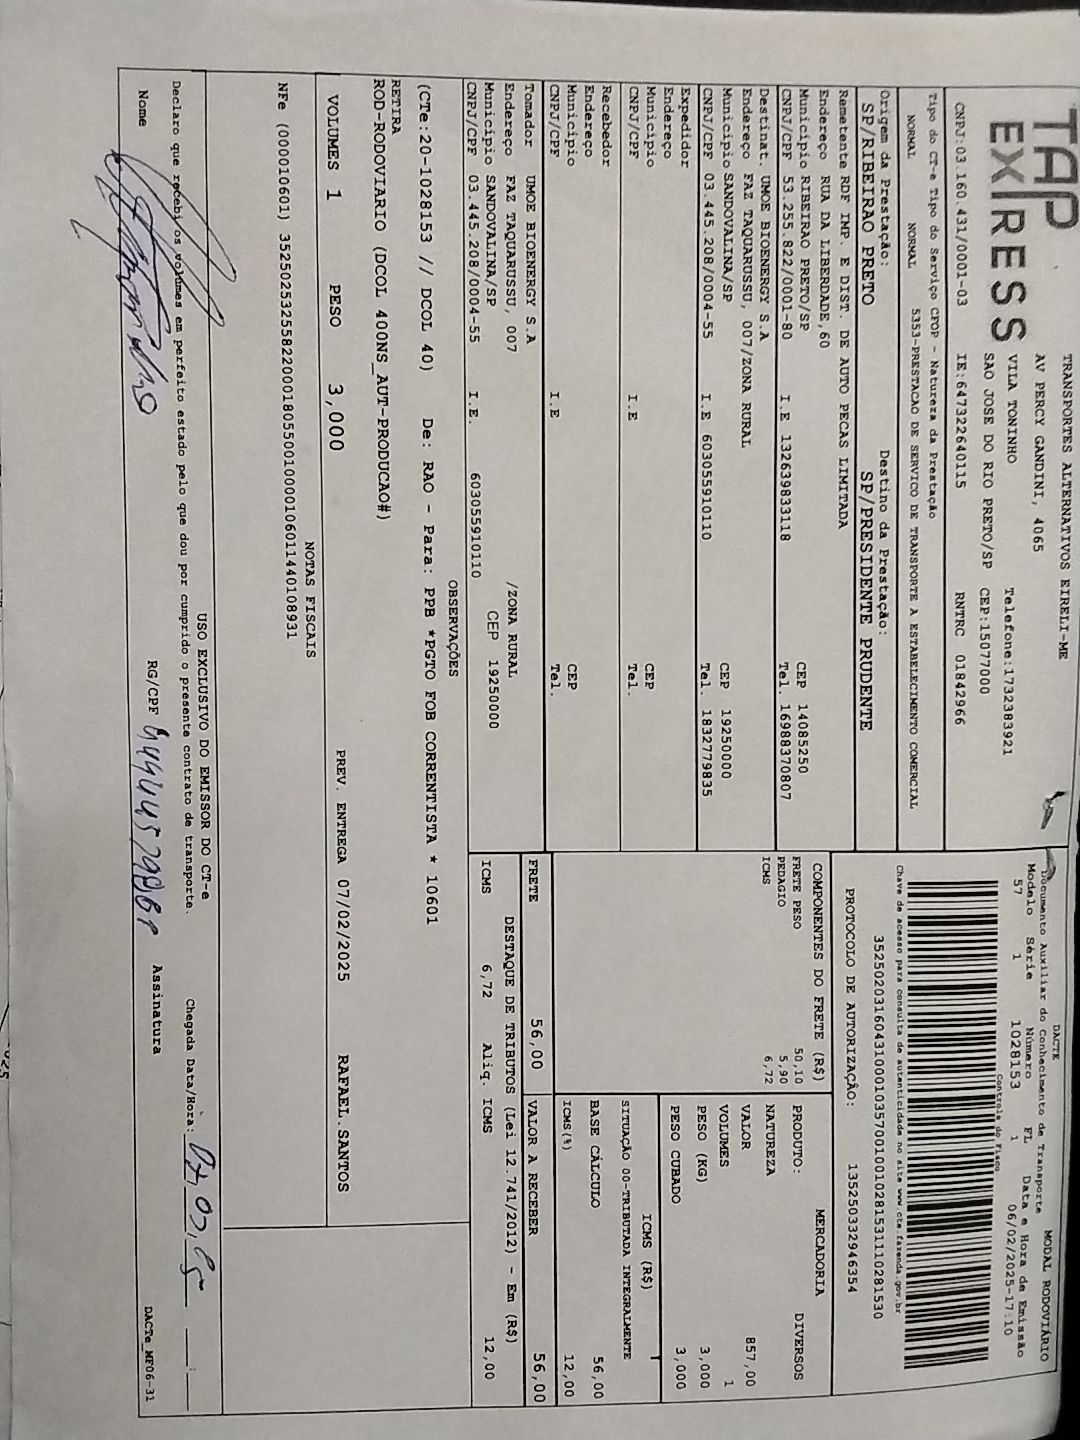 TAP
EXPRESS
TRANSPORTES ALTERNATIVOS EIRELI-ME
AV PERCY GANDINI, 4065
VILA TONINHO
SAO JOSE DO RIO PRETO/SP
Telefone:1732383921
CEP:15077000
CNPJ:03.160.431/0001-03 IE:647322640115 RNTRC 01842966
DACTE MODAL RODOVIÁRIO
Documento Auxiliar do Conhecimento de Transporte
Modelo Série Número FL Data e Hora de Emissão
57 1 1028153 1 06/02/2025-17:10
Controle do Fisco
Chave de acesso para consulta de autenticidade no site www.cte.fazenda.gov.br
35250203160431000103570010010281531110281530
PROTOCOLO DE AUTORIZAÇÃO: 135250332946354
Tipo do CT-e Tipo do Serviço CFOP - Natureza da Prestação
NORMAL NORMAL 5353-PRESTACAO DE SERVICO DE TRANSPORTE A ESTABELECIMENTO COMERCIAL
Origem da Prestação: Destino da Prestação:
SP/RIBEIRAO PRETO SP/PRESIDENTE PRUDENTE
Remetente RDF IMP. E DIST. DE AUTO PECAS LIMITADA
Endereço RUA DA LIBERDADE,60
Município RIBEIRAO PRETO/SP CEP 14085250
CNPJ/CPF 53.255.822/0001-80 I.E 132639833118 Tel. 16988370807
Destinat. UMOE BIOENERGY S.A
Endereço FAZ TAQUARUSSU, 007/ZONA RURAL
Município SANDOVALINA/SP CEP 19250000
CNPJ/CPF 03.445.208/0004-55 I.E 603055910110 Tel. 1832779835
Expedidor
Endereço
Município CEP
CNPJ/CPF I.E Tel.
Recebedor
Endereço
Município CEP
CNPJ/CPF I.E Tel.
Tomador UMOE BIOENERGY S.A
Endereço FAZ TAQUARUSSU, 007 /ZONA RURAL
Município SANDOVALINA/SP CEP 19250000
CNPJ/CPF 03.445.208/0004-55 I.E. 603055910110
COMPONENTES DO FRETE (R$)
FRETE PESO 50,10
PEDAGIO 5,90
ICMS 6,72
MERCADORIA
PRODUTO: DIVERSOS
NATUREZA
VALOR 857,00
VOLUMES 1
PESO (KG) 3,000
PESO CUBADO 3,000
ICMS (R$)
SITUAÇÃO 00-TRIBUTADA INTEGRALMENTE
BASE CÁLCULO 56,00
ICMS(%) 12,00
FRETE 56,00 VALOR A RECEBER 56,00
DESTAQUE DE TRIBUTOS (Lei 12.741/2012) - Em (R$)
ICMS 6,72 Aliq. ICMS 12,00
OBSERVAÇÕES
(CTe:20-1028153 // DCOL 40) De: RAO - Para: PPB *PGTO FOB CORRENTISTA * 10601
RETIRA
ROD-RODOVIARIO (DCOL 400NS_AUT-PRODUCAO#)
VOLUMES 1 PESO 3,000 PREV. ENTREGA 07/02/2025 RAFAEL.SANTOS
NOTAS FISCAIS
NFe (000010601) 35250253255822000180550010000106011440108931
USO EXCLUSIVO DO EMISSOR DO CT-e
Declaro que recebi os volumes em perfeito estado pelo que dou por cumprido o presente contrato de transporte. Chegada Data/Hora:
Nome RG/CPF Assinatura DACTe_MF06-31